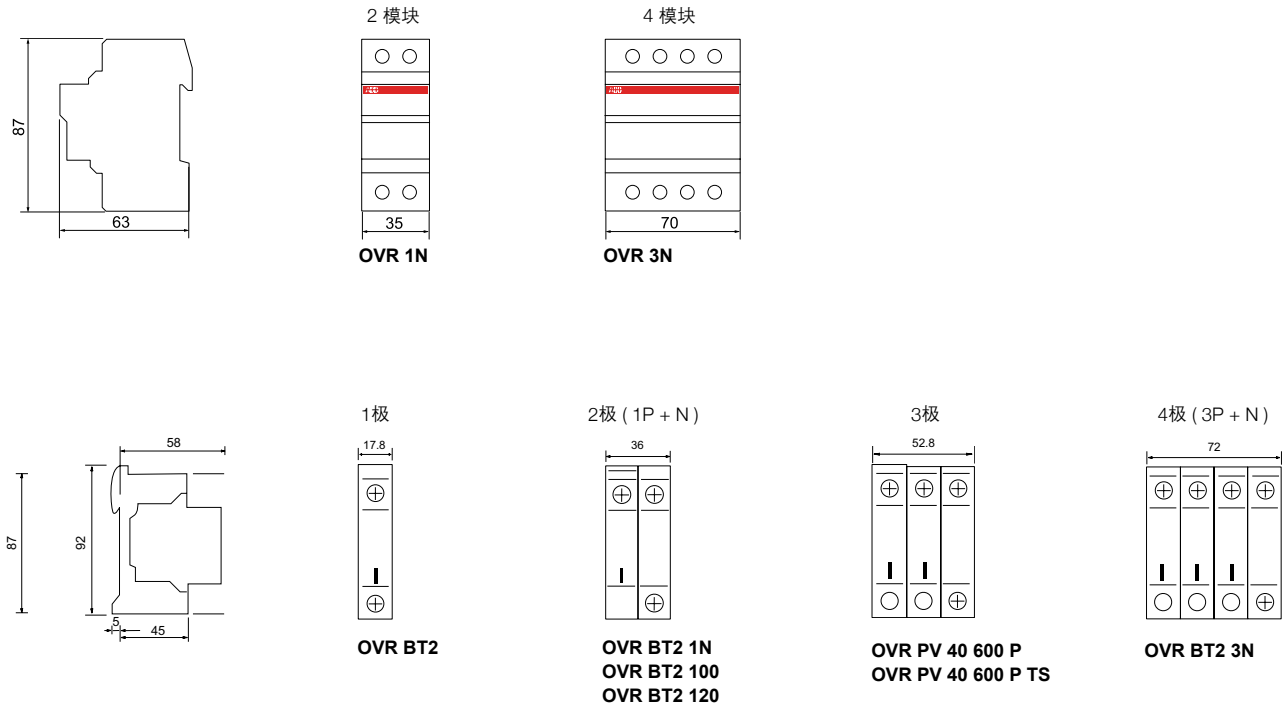 2 模块
4 模块
ABB
ABB
87
63
35
70
OVR 1N
OVR 3N
1极
2极 ( 1P + N )
3极
4极 ( 3P + N )
58
17.8
36
52.8
72
87
92
5
45
OVR BT2
OVR BT2 1N
OVR BT2 100
OVR BT2 120
OVR PV 40 600 P
OVR PV 40 600 P TS
OVR BT2 3N